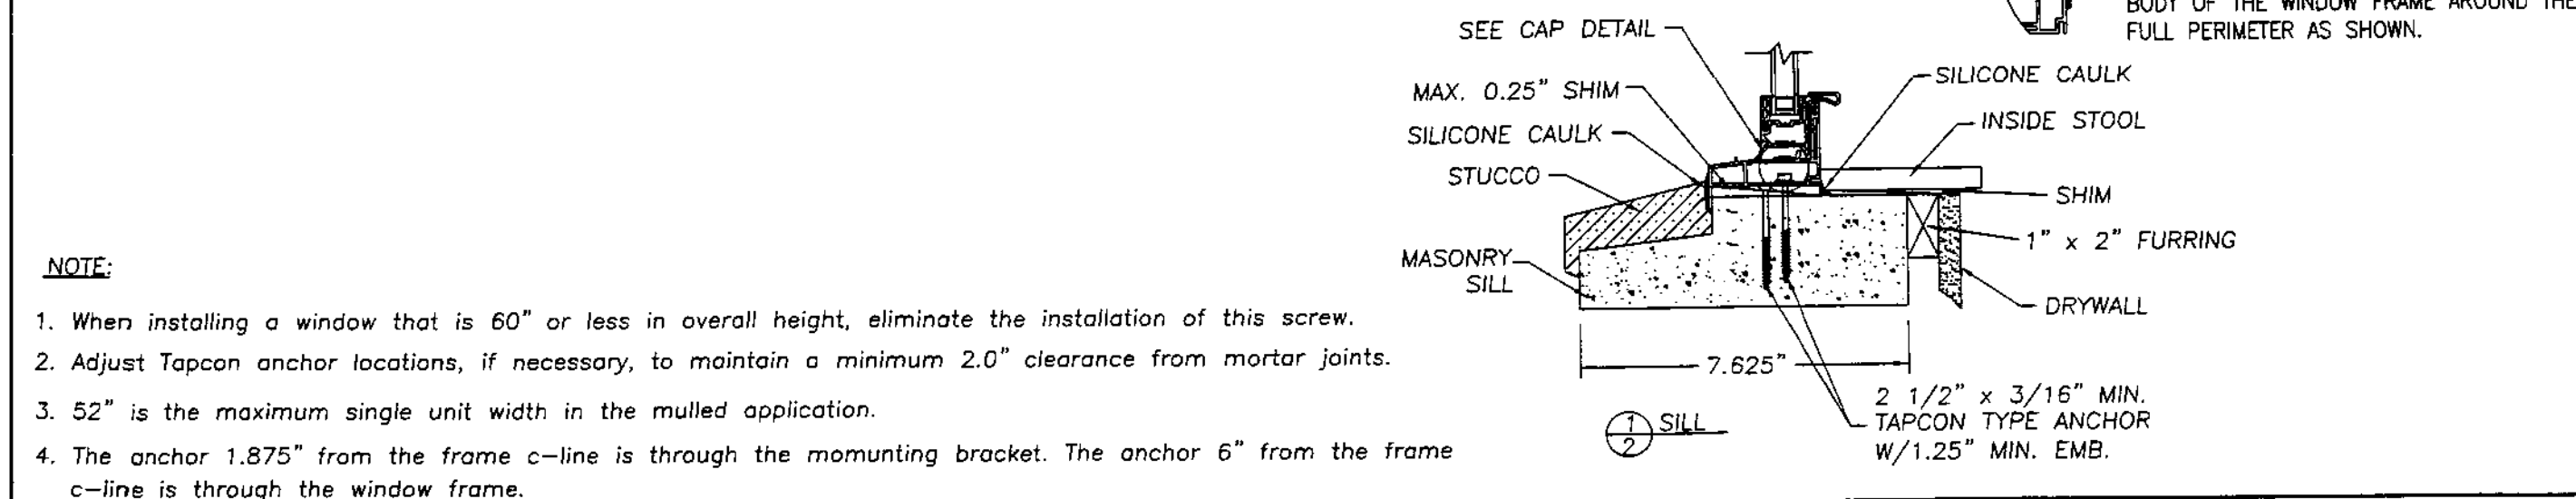 BODY OF THE WINDOW FRAME AROUND THE
FULL PERIMETER AS SHOWN.
SEE CAP DETAIL
MAX. 0.25" SHIM
SILICONE CAULK
STUCCO
MASONRY
SILL
SILICONE CAULK
INSIDE STOOL
SHIM
1" x 2" FURRING
DRYWALL
7.625"
2 1/2" x 3/16" MIN.
TAPCON TYPE ANCHOR
W/1.25" MIN. EMB.
1
2
SILL
NOTE:
1. When installing a window that is 60" or less in overall height, eliminate the installation of this screw.
2. Adjust Tapcon anchor locations, if necessary, to maintain a minimum 2.0" clearance from mortar joints.
3. 52" is the maximum single unit width in the mulled application.
4. The anchor 1.875" from the frame c-line is through the momunting bracket. The anchor 6" from the frame
c-line is through the window frame.